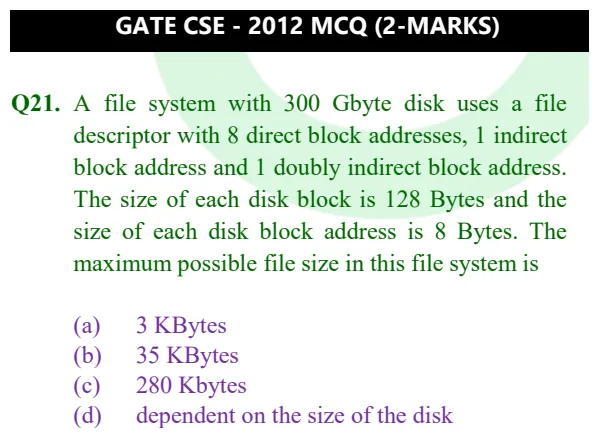 GATE CSE - 2012 MCQ (2-MARKS)
Q21. A file system with 300 Gbyte disk uses a file
descriptor with 8 direct block addresses, 1 indirect
block address and 1 doubly indirect block address.
The size of each disk block is 128 Bytes and the
size of each disk block address is 8 Bytes. The
maximum possible file size in this file system is
(a) 3 KBytes
(b) 35 KBytes
(c) 280 Kbytes
(d) dependent on the size of the disk